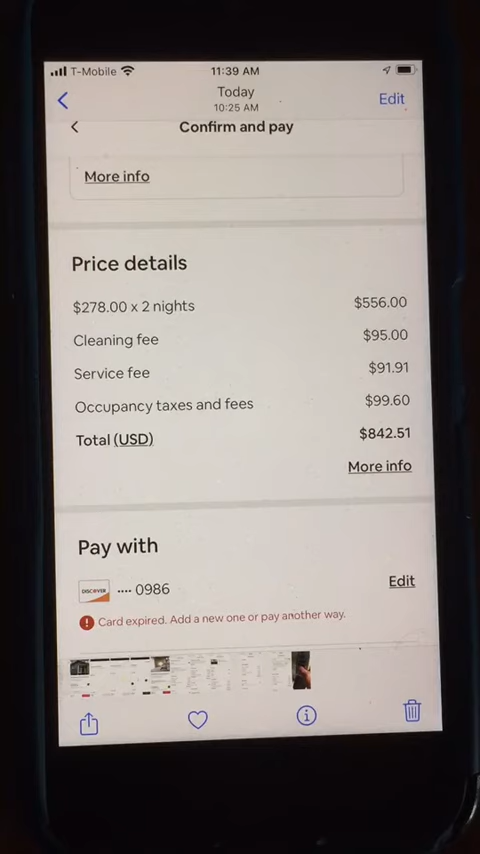 T-Mobile 11:39 AM
Today
10:25 AM
Edit
Confirm and pay
More info
Price details
$278.00 x 2 nights $556.00
Cleaning fee $95.00
Service fee $91.91
Occupancy taxes and fees $99.60
Total (USD) $842.51
More info
Pay with
DISCOVER •••• 0986 Edit
Card expired. Add a new one or pay another way.